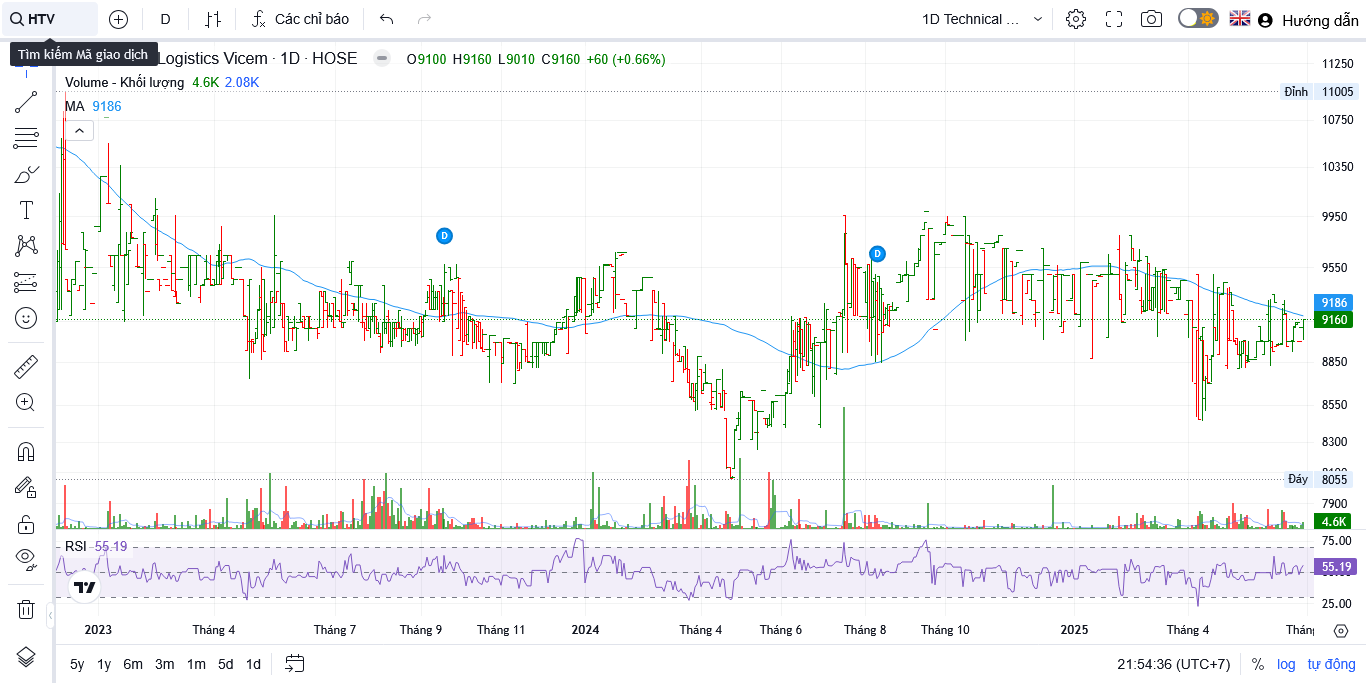 HTV
D
Các chỉ báo
1D Technical ...
Hướng dẫn
Tìm kiếm Mã giao dịch
Logistics Vicem · 1D · HOSE
O9100 H9160 L9010 C9160 +60 (+0.66%)
Volume - Khối lượng 4.6K 2.08K
MA 9186
11250
Đỉnh 11005
10750
10350
9950
9550
9186
9160
8850
8550
8300
Đáy 8055
7900
4.6K
RSI 55.19
75.00
55.19
25.00
D
D
2023
Tháng 4
Tháng 7
Tháng 9
Tháng 11
2024
Tháng 4
Tháng 6
Tháng 8
Tháng 10
2025
Tháng 4
5y 1y 6m 3m 1m 5d 1d
21:54:36 (UTC+7)
% log tự động